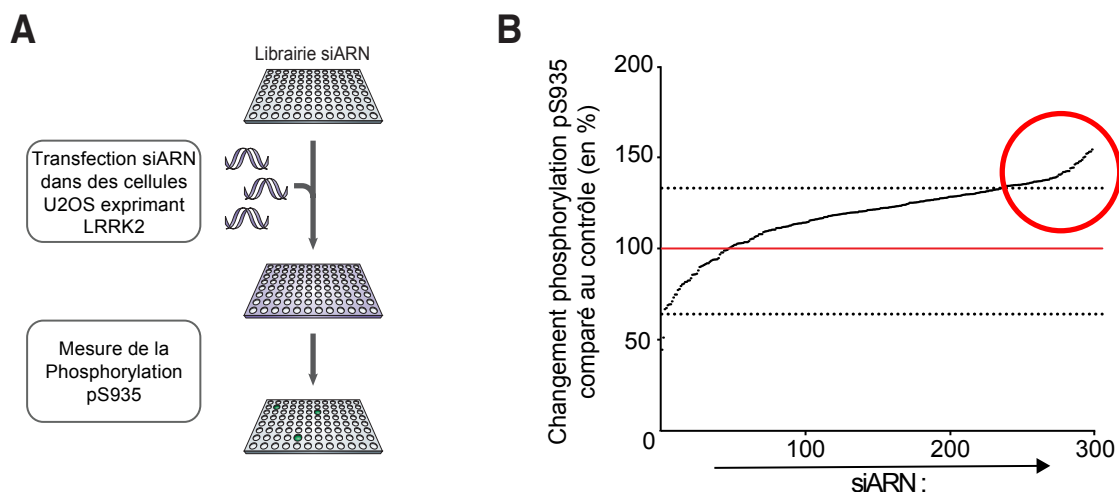 A
Librairie siARN
Transfection siARN
dans des cellules
U2OS exprimant
LRRK2
Mesure de la
Phosphorylation
pS935
B
Changement phosphorylation pS935
comparé au contrôle (en %)
200
150
100
50
0
100
200
300
siARN :